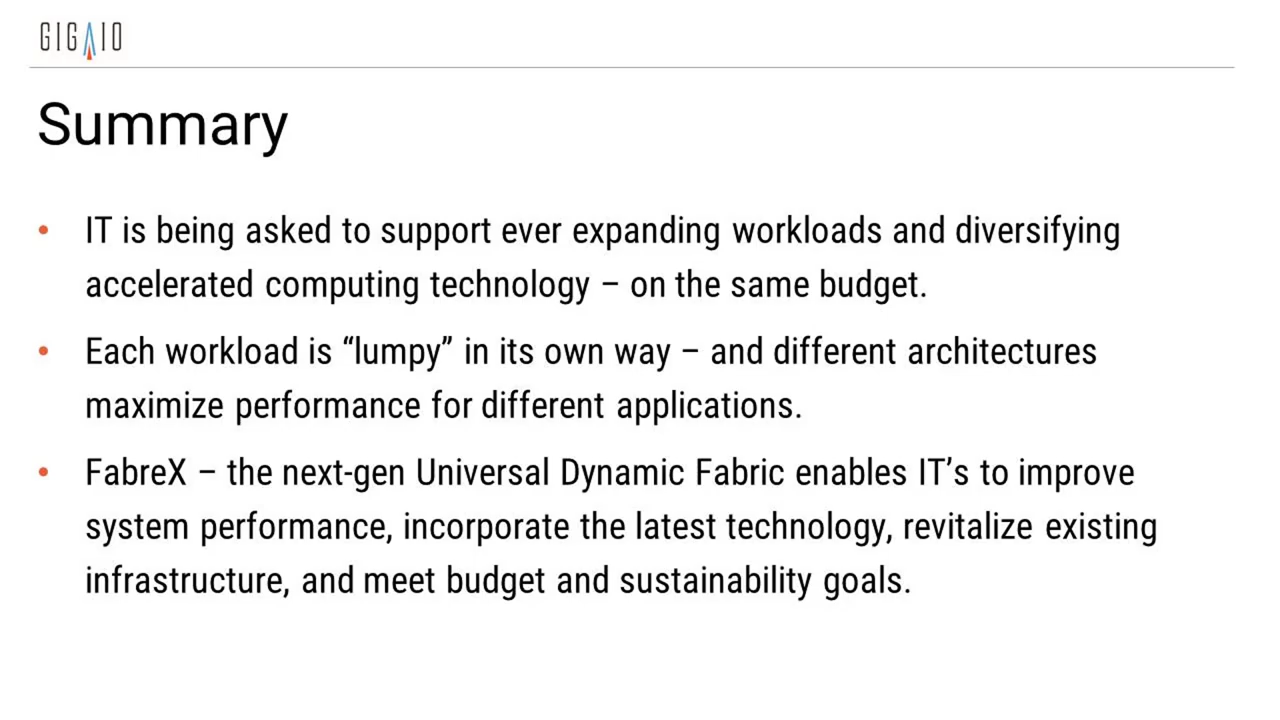 GIGAIO
Summary
• IT is being asked to support ever expanding workloads and diversifying
accelerated computing technology – on the same budget.
• Each workload is “lumpy” in its own way – and different architectures
maximize performance for different applications.
• FabreX – the next-gen Universal Dynamic Fabric enables IT’s to improve
system performance, incorporate the latest technology, revitalize existing
infrastructure, and meet budget and sustainability goals.